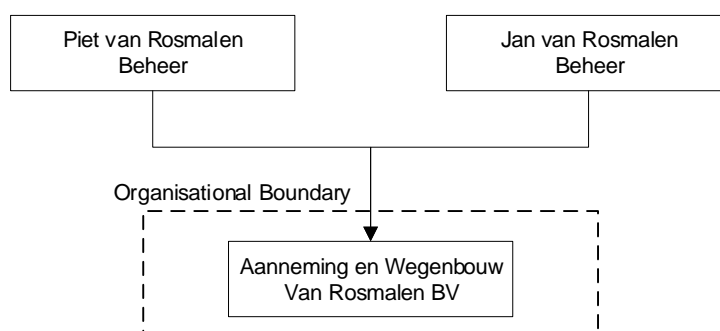 Piet van Rosmalen
Beheer
Jan van Rosmalen
Beheer
Organisational Boundary
Aanneming en Wegenbouw
Van Rosmalen BV